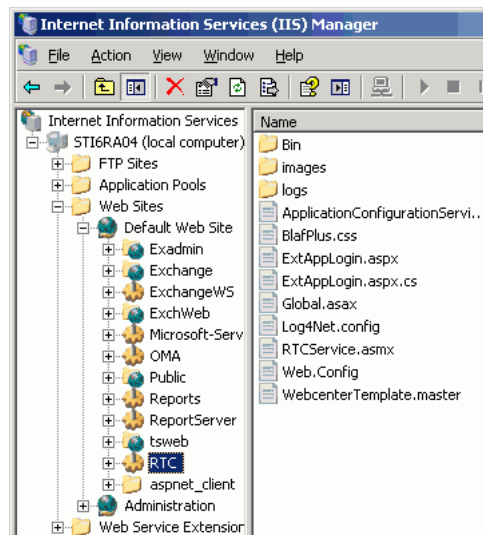 Internet Information Services (IIS) Manager
File Action View Window Help
Internet Information Services
STI6RA04 (local computer)
FTP Sites
Application Pools
Web Sites
Default Web Site
Exadmin
Exchange
ExchangeWS
ExchWeb
Microsoft-Serv
OMA
Public
Reports
ReportServer
tsweb
RTC
aspnet_client
Administration
Web Service Extension
Name
Bin
images
logs
ApplicationConfigurationServi...
BlafPlus.css
ExtAppLogin.aspx
ExtAppLogin.aspx.cs
Global.asax
Log4Net.config
RTCService.asmx
Web.Config
WebcenterTemplate.master